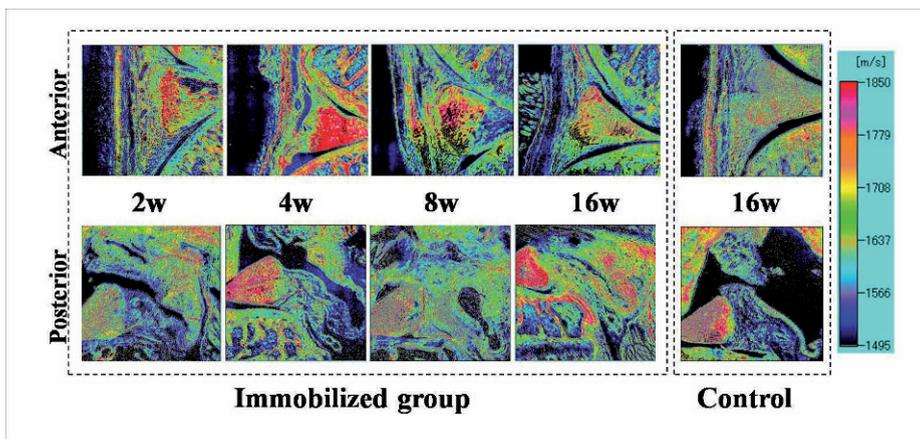 Anterior
2w 4w 8w 16w 16w
Posterior
Immobilized group Control
[m/s]
1850
1779
1708
1637
1566
1495